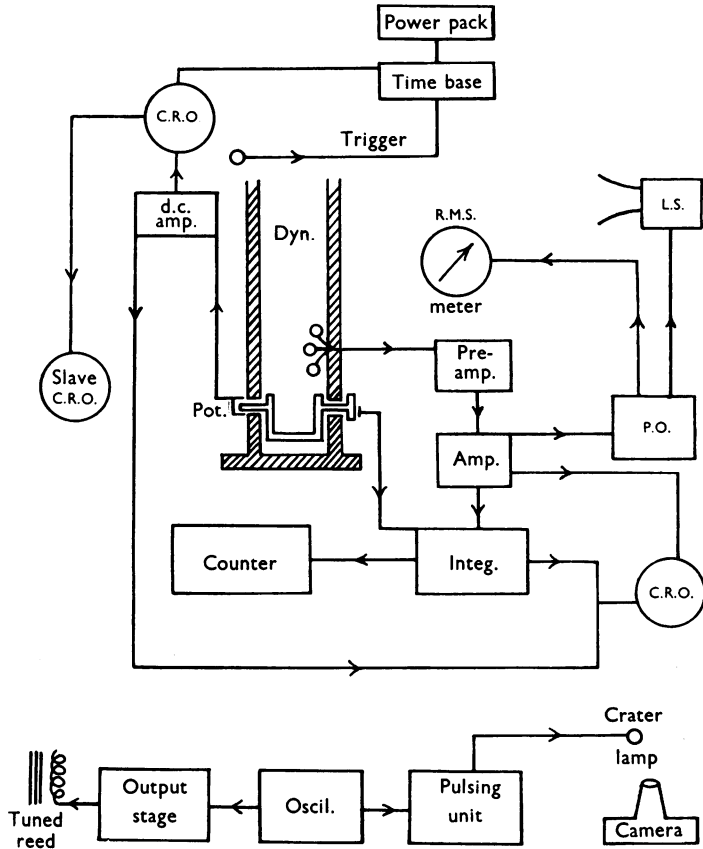 Power pack
Time base
C.R.O
Trigger
d.c.
amp.
Dyn.
R.M.S.
meter
L.S.
Slave
C.R.O.
Pot.
Pre-
amp.
P.O.
Amp.
Counter
Integ.
C.R.O.
Crater
lamp
Tuned
reed
Output
stage
Oscil.
Pulsing
unit
Camera